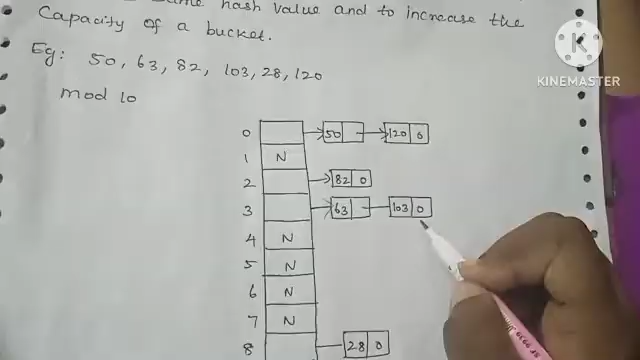 same hash value and to increase the
Capacity of a bucket.
Eg: 50, 63, 82, 103, 28, 120
mod 10
KINEMASTER
0 50 120 0
1 N
2 82 0
3 63 103 0
4 N
5 N
6 N
7 N
8 28 0